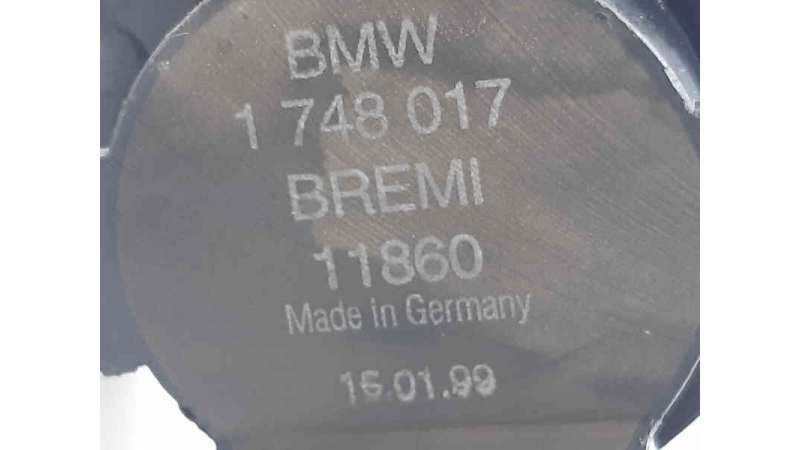 BMW
1 748 017
BREMI
11860
Made in Germany
15.01.99